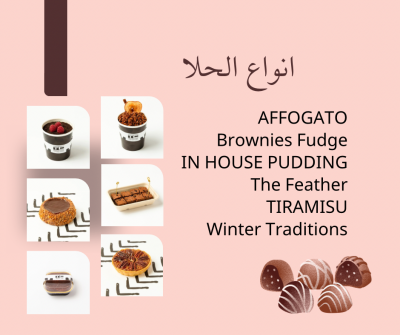 انواع الحلا
AFFOGATO
Brownies Fudge
IN HOUSE PUDDING
The Feather
TIRAMISU
Winter Traditions